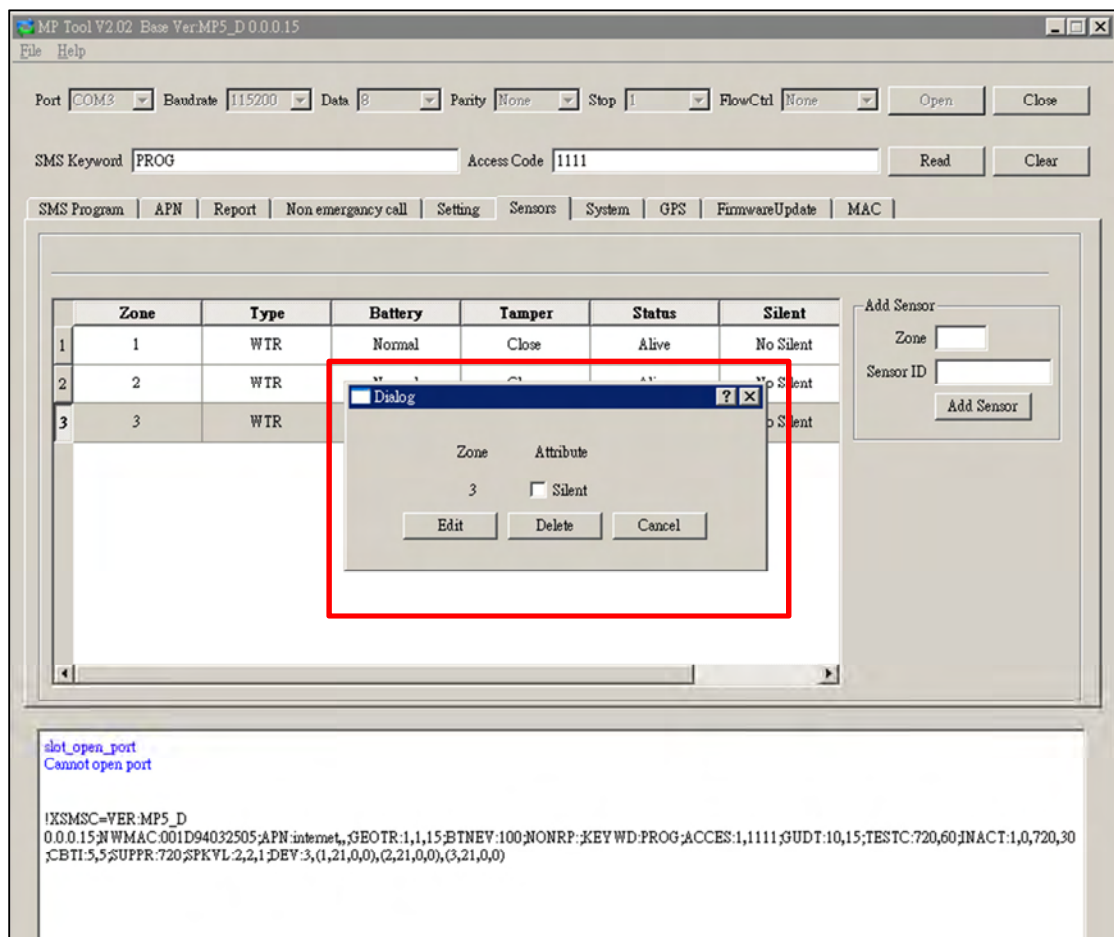 MP Tool V2.02 Base Ver:MP5_D 0.0.0.15
File Help
Port COM3 Baudrate 115200 Data 8 Parity None Stop 1 FlowCtrl None Open Close
SMS Keyword PROG Access Code 1111 Read Clear
SMS Program APN Report Non emergancy call Setting Sensors System GPS FirmwareUpdate MAC
Zone Type Battery Tamper Status Silent
1 1 WTR Normal Close Alive No Silent
2 2 WTR No Silent
3 3 WTR Silent
Add Sensor
Zone
Sensor ID
Add Sensor
Dialog
Zone Attribute
3 Silent
Edit Delete Cancel
slot_open_port
Cannot open port
!XSMSC=VER:MP5_D
0.0.0.15;NWMAC:001D94032505;APN:internet,,;GEOTR:1,1,15;BTNEV:100;NONRP:;KEYWD:PROG;ACCES:1,1111;GUDT:10,15;TESTC:720,60;INACT:1,0,720,30
;CBTI:5,5;SUPPR:720;SPKVL:2,2,1;DEV:3,(1,21,0,0),(2,21,0,0),(3,21,0,0)